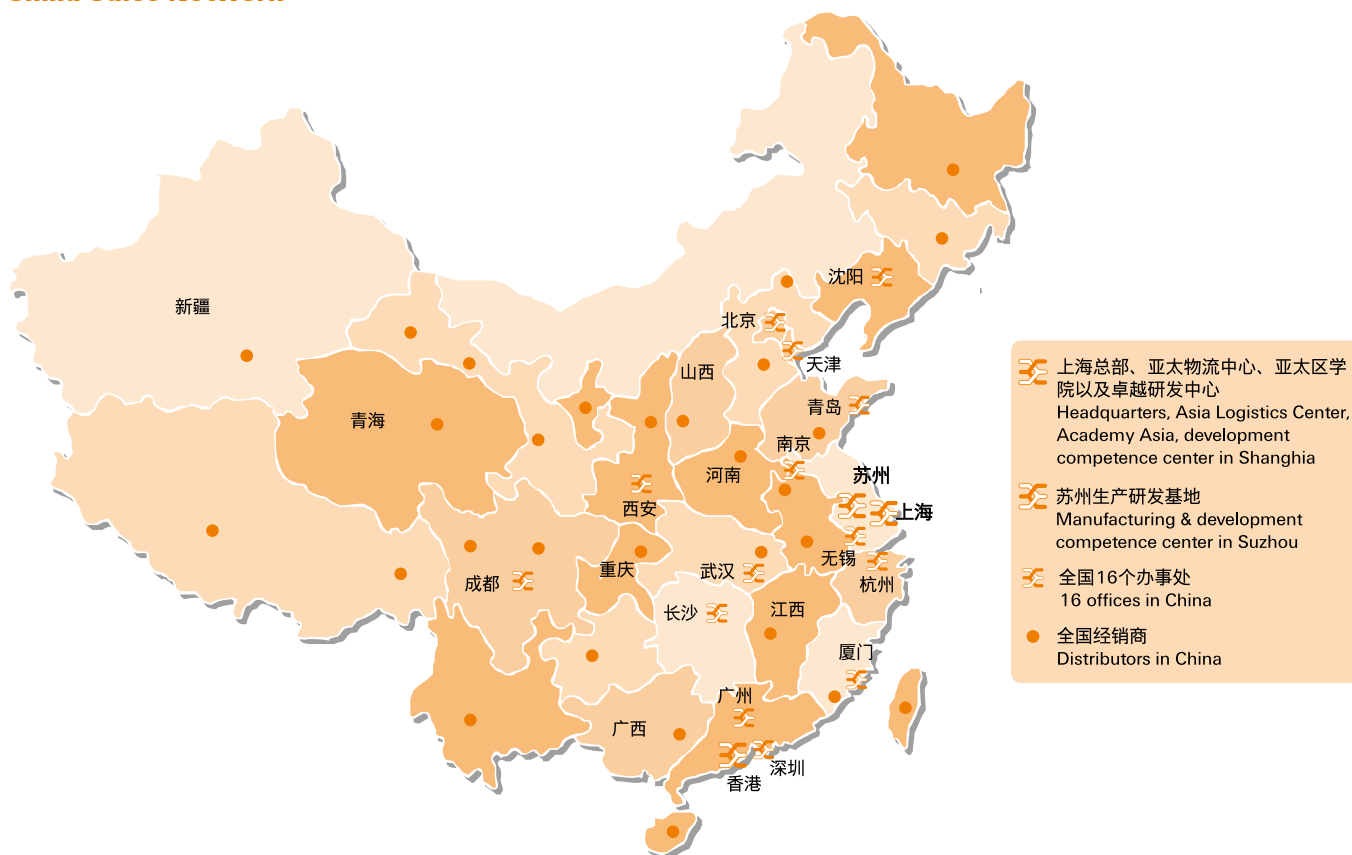 沈阳
新疆
北京
天津
山西
青岛
青海
南京
河南
苏州
西安
上海
无锡
重庆
武汉
成都
杭州
长沙
江西
厦门
广州
广西
深圳
香港
上海总部、亚太物流中心、亚太区学
院以及卓越研发中心
Headquarters, Asia Logistics Center,
Academy Asia, development
competence center in Shanghai
苏州生产研发基地
Manufacturing & development
competence center in Suzhou
全国16个办事处
16 offices in China
全国经销商
Distributors in China